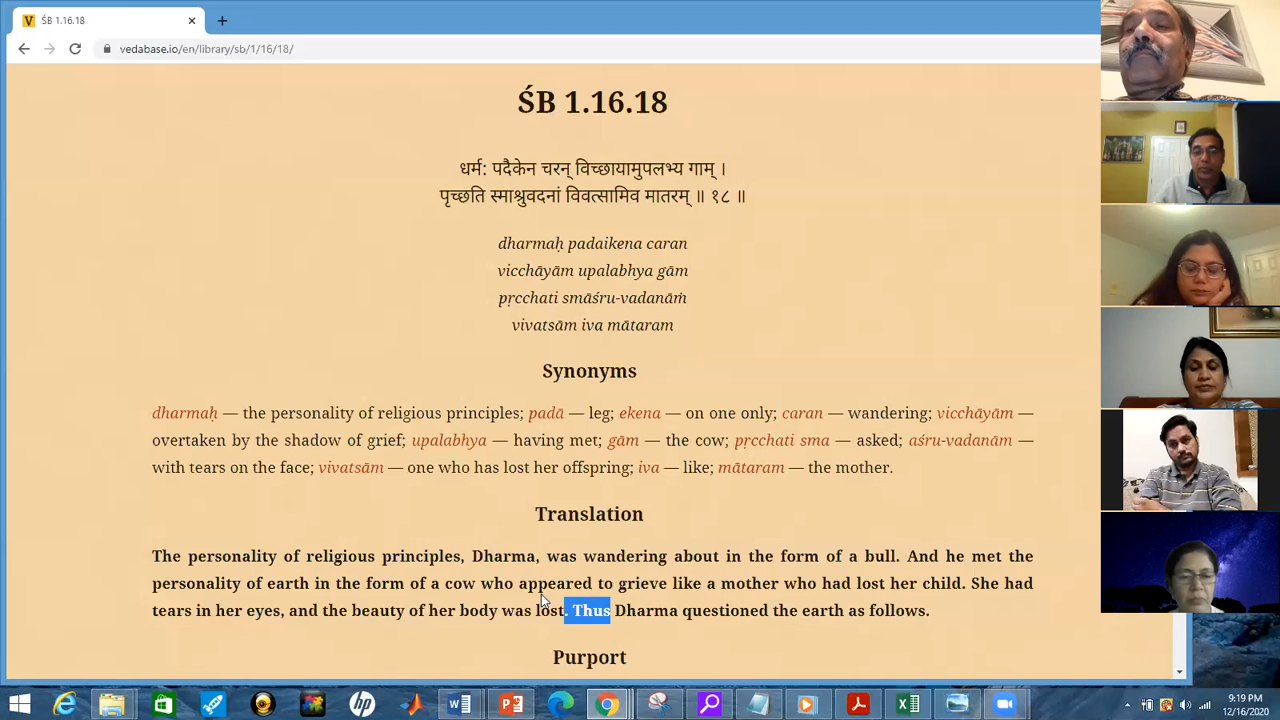 ŚB 1.16.18
vedabase.io/en/library/sb/1/16/18/
ŚB 1.16.18
धर्म: पदैकेन चरन् विच्छायामुपलभ्य गाम् ।
पृच्छति स्माश्रुवदनां विवत्सामिव मातरम् ॥ १८ ॥
dharmaḥ padaikena caran
vicchāyām upalabhya gām
pṛcchati smāśru-vadanāṁ
vivatsām iva mātaram
Synonyms
dharmaḥ — the personality of religious principles; padā — leg; ekena — on one only; caran — wandering; vicchāyām —
overtaken by the shadow of grief; upalabhya — having met; gām — the cow; pṛcchati sma — asked; aśru-vadanām —
with tears on the face; vivatsām — one who has lost her offspring; iva — like; mātaram — the mother.
Translation
The personality of religious principles, Dharma, was wandering about in the form of a bull. And he met the
personality of earth in the form of a cow who appeared to grieve like a mother who had lost her child. She had
tears in her eyes, and the beauty of her body was lost. Thus Dharma questioned the earth as follows.
Purport
9:19 PM
12/16/2020